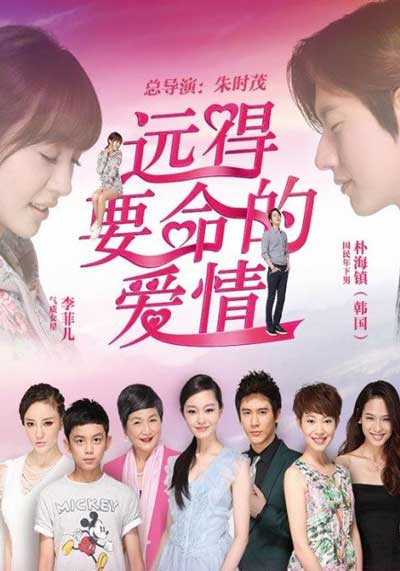 总导演：朱时茂
远得
要命的
爱情
朴海镇（韩国）
国民年下男
李菲儿
气质女星
MICKEY
MOUSE